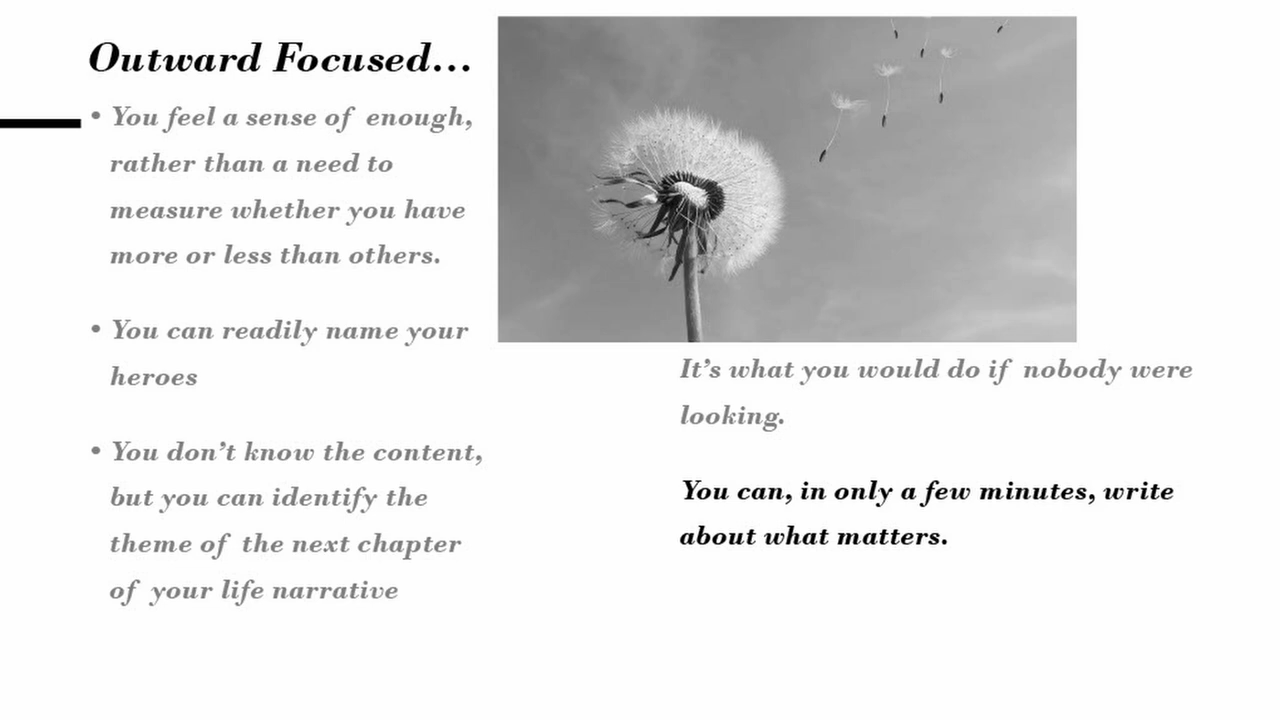 Outward Focused...
• You feel a sense of enough,
rather than a need to
measure whether you have
more or less than others.
• You can readily name your
heroes
• You don't know the content,
but you can identify the
theme of the next chapter
of your life narrative
It's what you would do if nobody were
looking.
You can, in only a few minutes, write
about what matters.